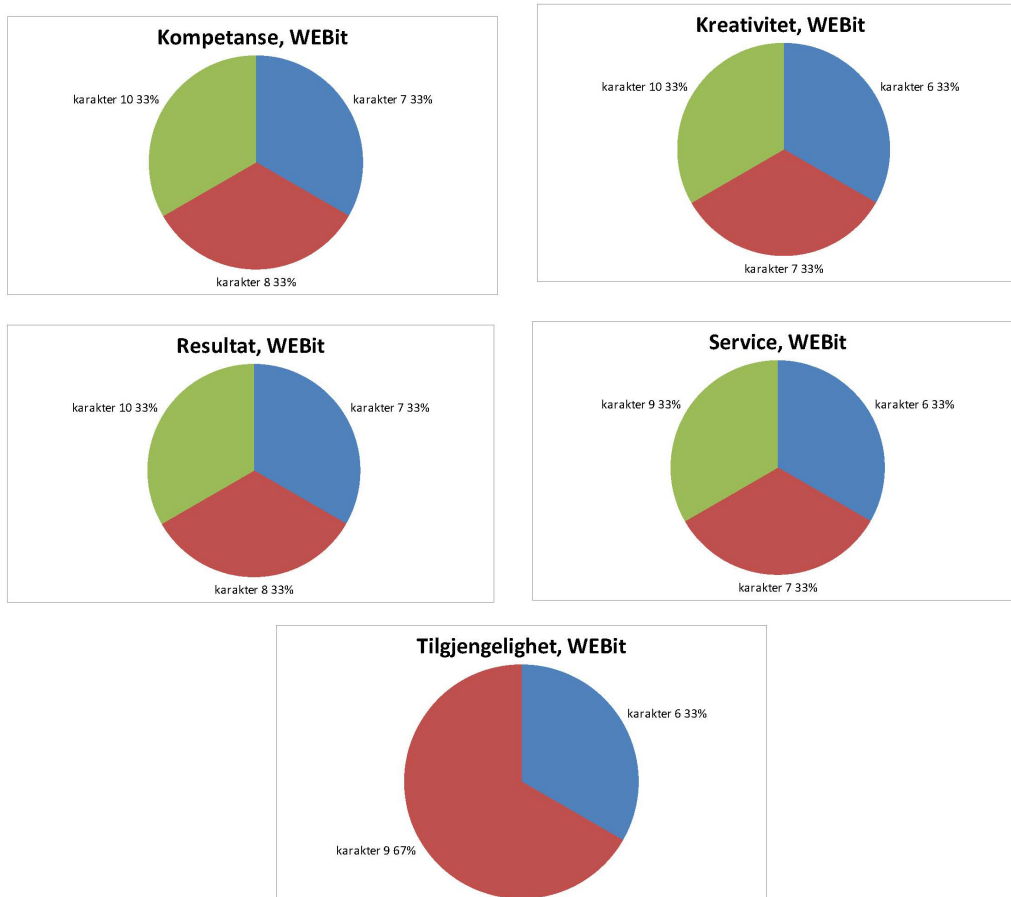 Kompetanse, WEBit
karakter 10 33%
karakter 7 33%
karakter 8 33%
Kreativitet, WEBit
karakter 10 33%
karakter 6 33%
karakter 7 33%
Resultat, WEBit
karakter 10 33%
karakter 7 33%
karakter 8 33%
Service, WEBit
karakter 9 33%
karakter 6 33%
karakter 7 33%
Tilgjengelighet, WEBit
karakter 6 33%
karakter 9 67%